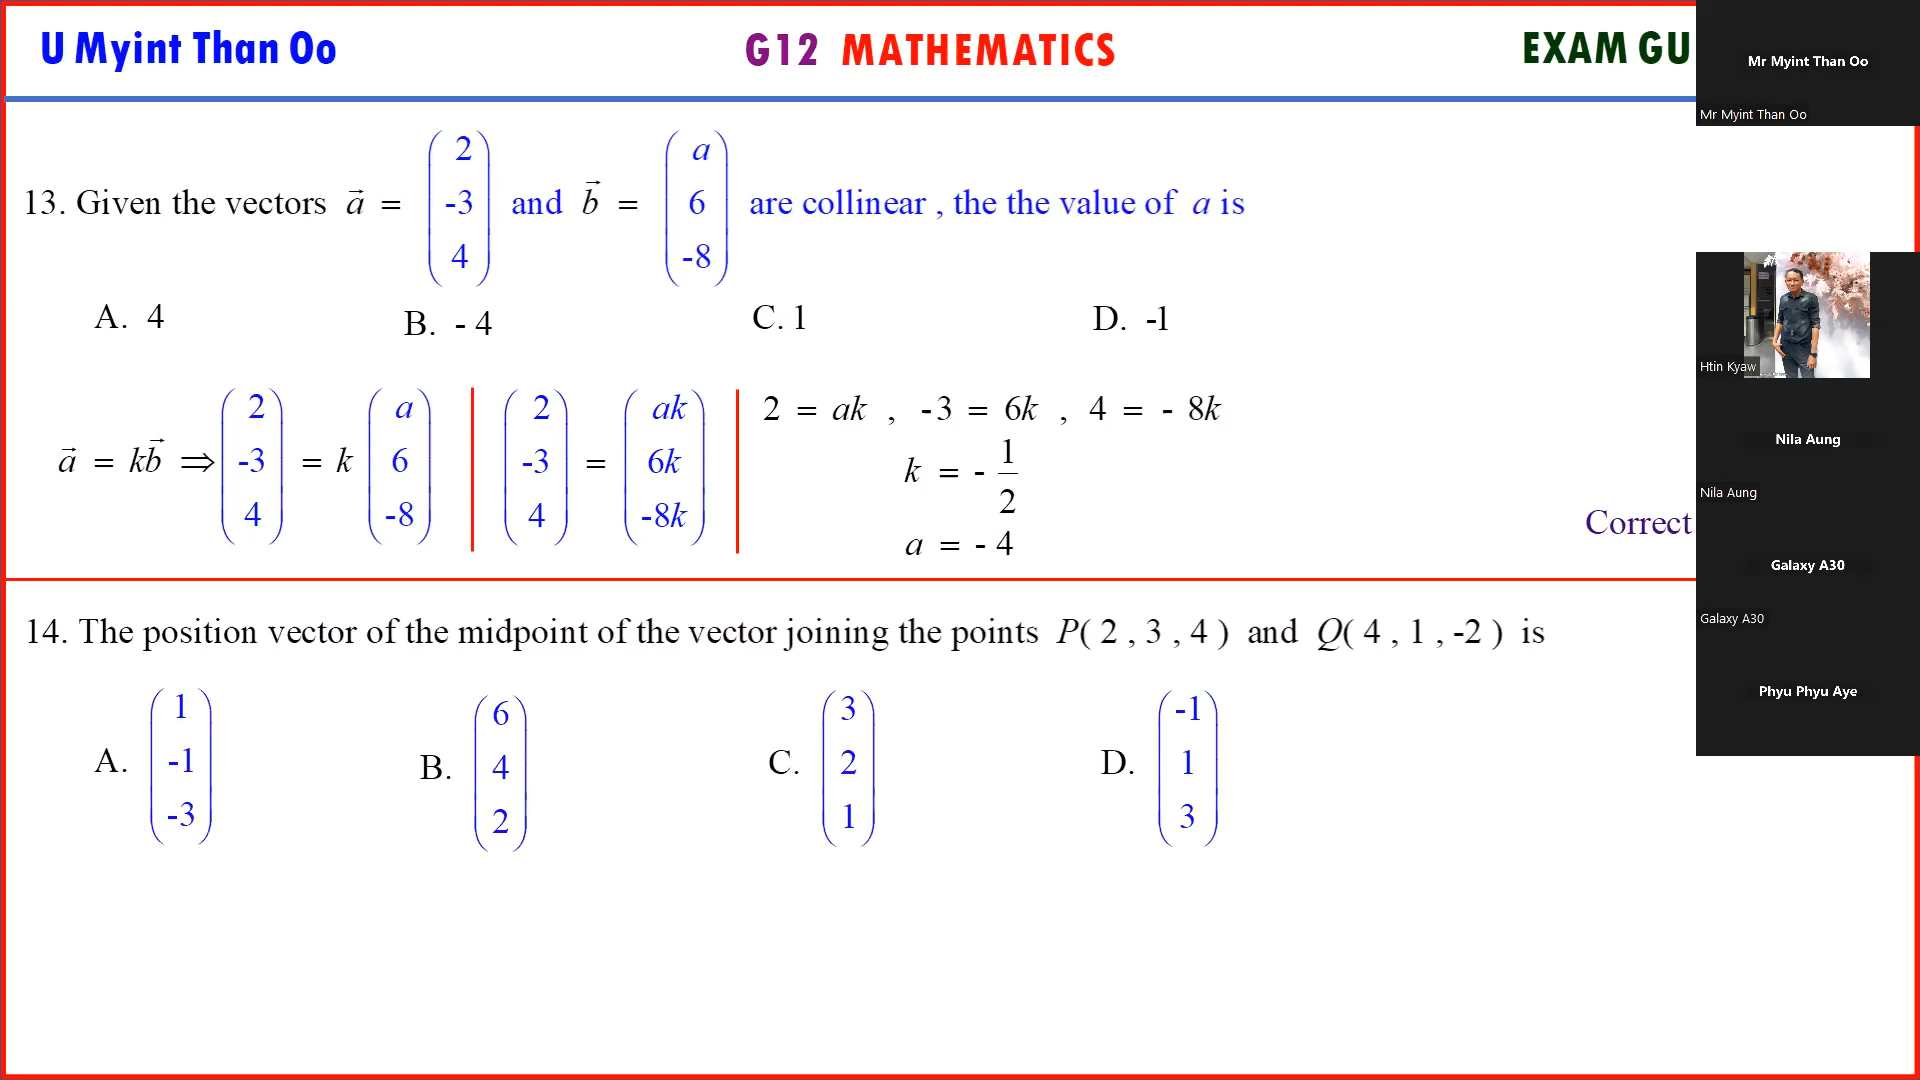 U Myint Than Oo
G12 MATHEMATICS
EXAM GU
13. Given the vectors a⃗ = (2 -3 4) and b⃗ = (a 6 -8) are collinear , the the value of a is
A. 4
B. - 4
C. 1
D. -1
a⃗ = kb⃗ ⇒ (2 -3 4) = k (a 6 -8)
(2 -3 4) = (ak 6k -8k)
2 = ak , -3 = 6k , 4 = - 8k
k = - 1/2
a = - 4
Correct
14. The position vector of the midpoint of the vector joining the points P( 2 , 3 , 4 ) and Q( 4 , 1 , -2 ) is
A. (1 -1 -3)
B. (6 4 2)
C. (3 2 1)
D. (-1 1 3)
Mr Myint Than Oo
Mr Myint Than Oo
Htin Kyaw
Nila Aung
Nila Aung
Galaxy A30
Galaxy A30
Phyu Phyu Aye